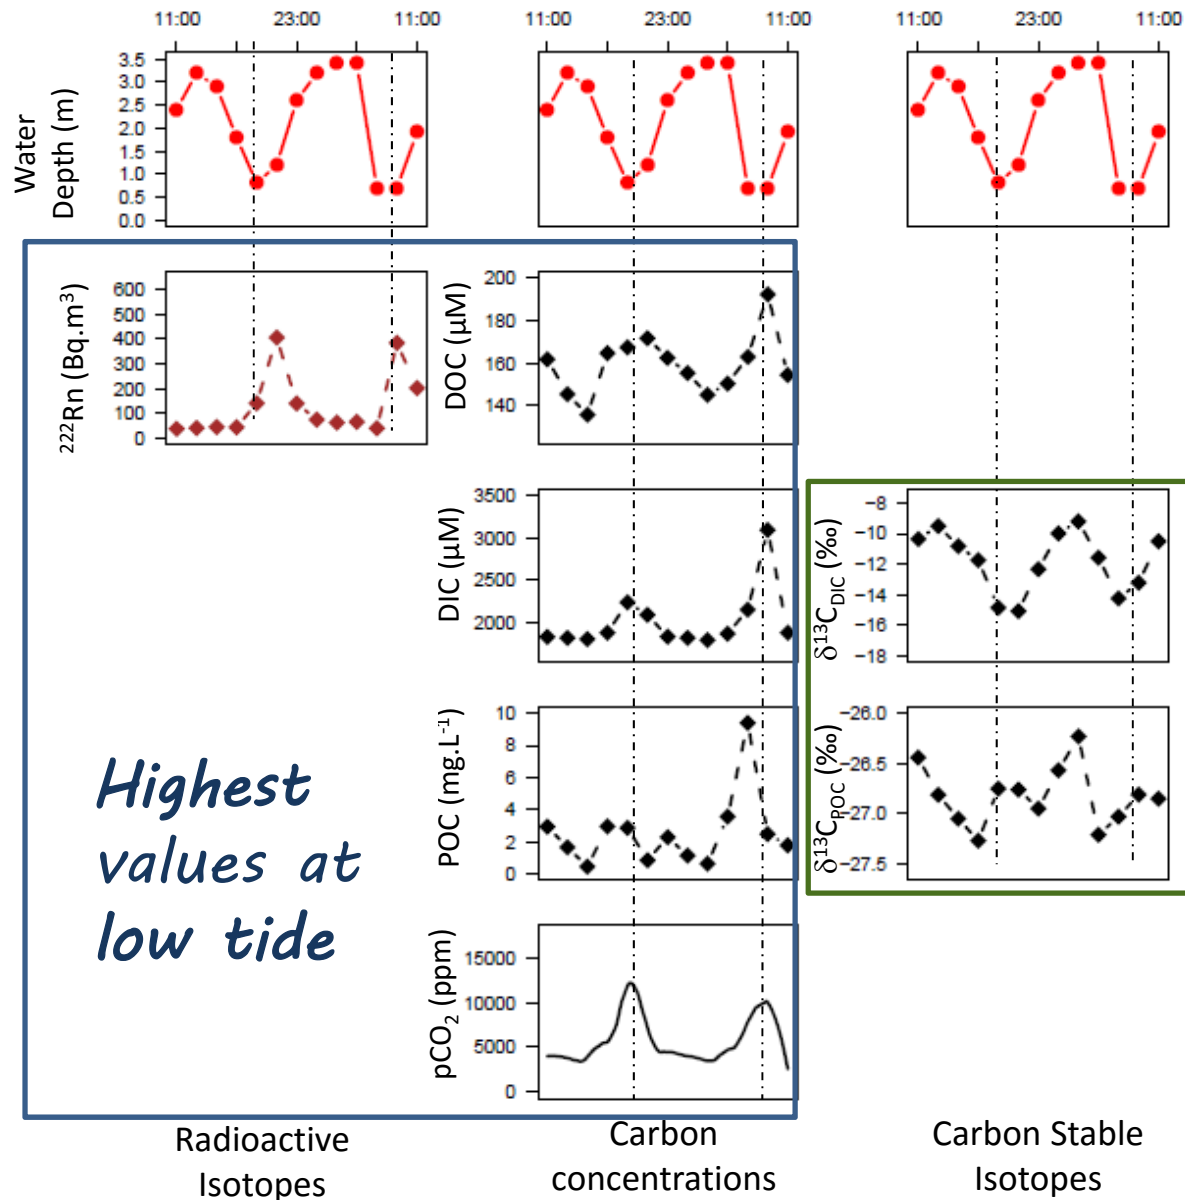 11:00 23:00 11:00 11:00 23:00 11:00 11:00 23:00 11:00
Water
Depth (m)
3.5
3.0
2.5
2.0
1.5
1.0
0.5
0.0
²²²Rn (Bq.m³)
600
500
400
300
200
100
0
DOC (µM)
200
180
160
140
DIC (µM)
3500
3000
2500
2000
δ¹³C_DIC (‰)
−8
−10
−12
−14
−16
−18
POC (mg.L⁻¹)
10
8
6
4
2
0
δ¹³C_POC (‰)
−26.0
−26.5
−27.0
−27.5
Highest
values at
low tide
pCO₂ (ppm)
15000
10000
5000
0
Radioactive
Isotopes
Carbon
concentrations
Carbon Stable
Isotopes